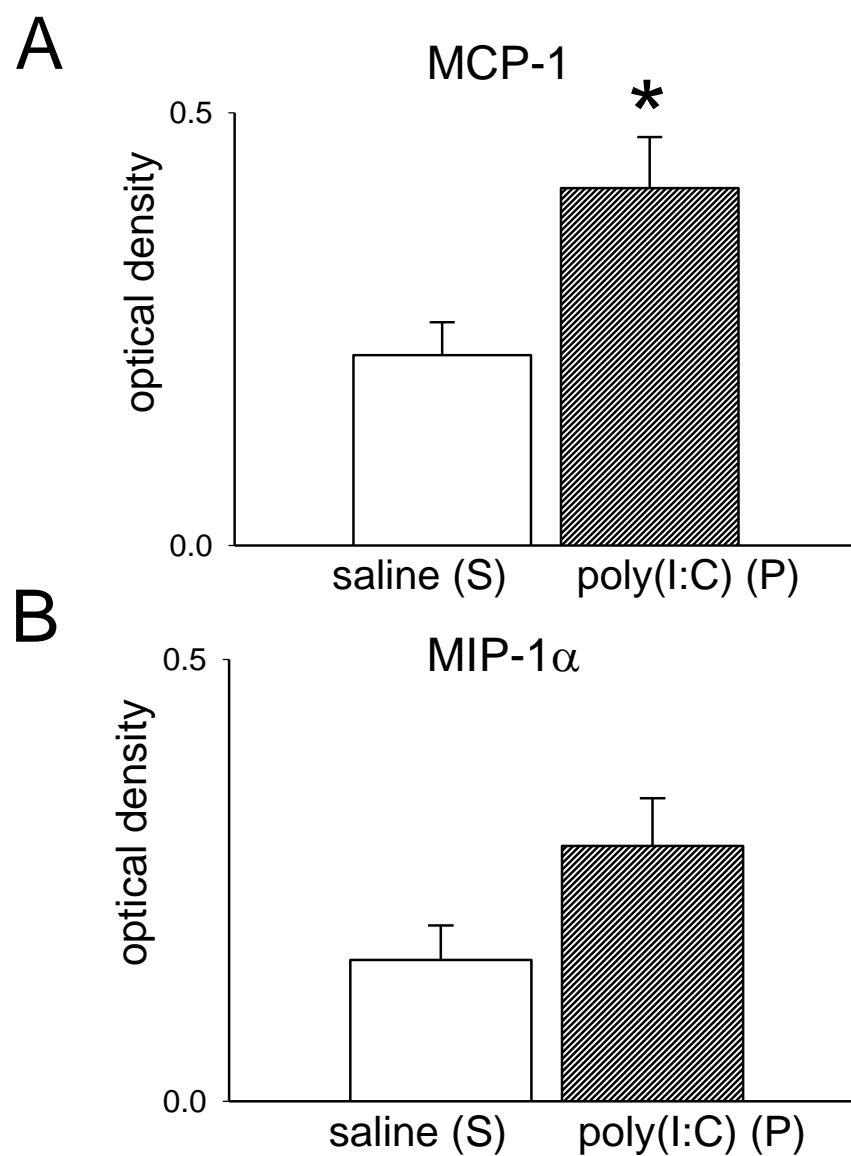 A
MCP-1
*
0.5
optical density
0.0
saline (S) poly(I:C) (P)
B
MIP-1α
0.5
optical density
0.0
saline (S) poly(I:C) (P)